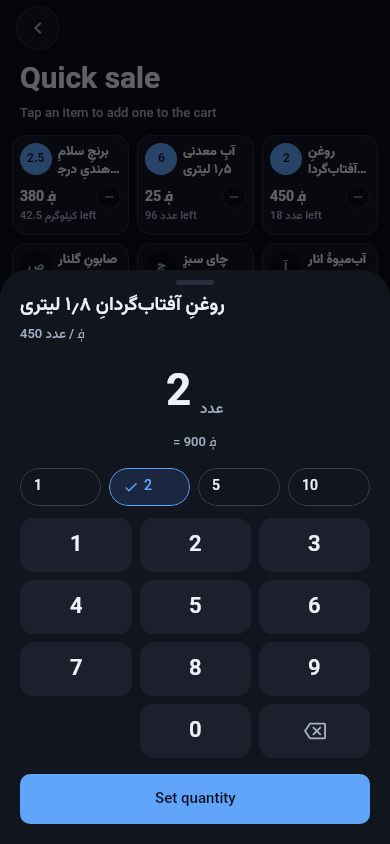 Quick sale
Tap an item to add one to the cart
2.5 برنجِ سلامِ
هندیِ درجـ...
6 آبِ معدنی
۱٫۵ لیتری
2 روغنِ
آفتاب‌گردا...
380 ؋
25 ؋
450 ؋
42.5 کیلوگرم left
96 عدد left
18 عدد left
ص صابونِ گلنار
چ چای سبزِ
آ آب‌میوهٔ انار
روغنِ آفتاب‌گردانِ ۱٫۸ لیتری
450 ؋ / عدد
2 عدد
= 900 ؋
1
2
5
10
1 2 3
4 5 6
7 8 9
0
Set quantity